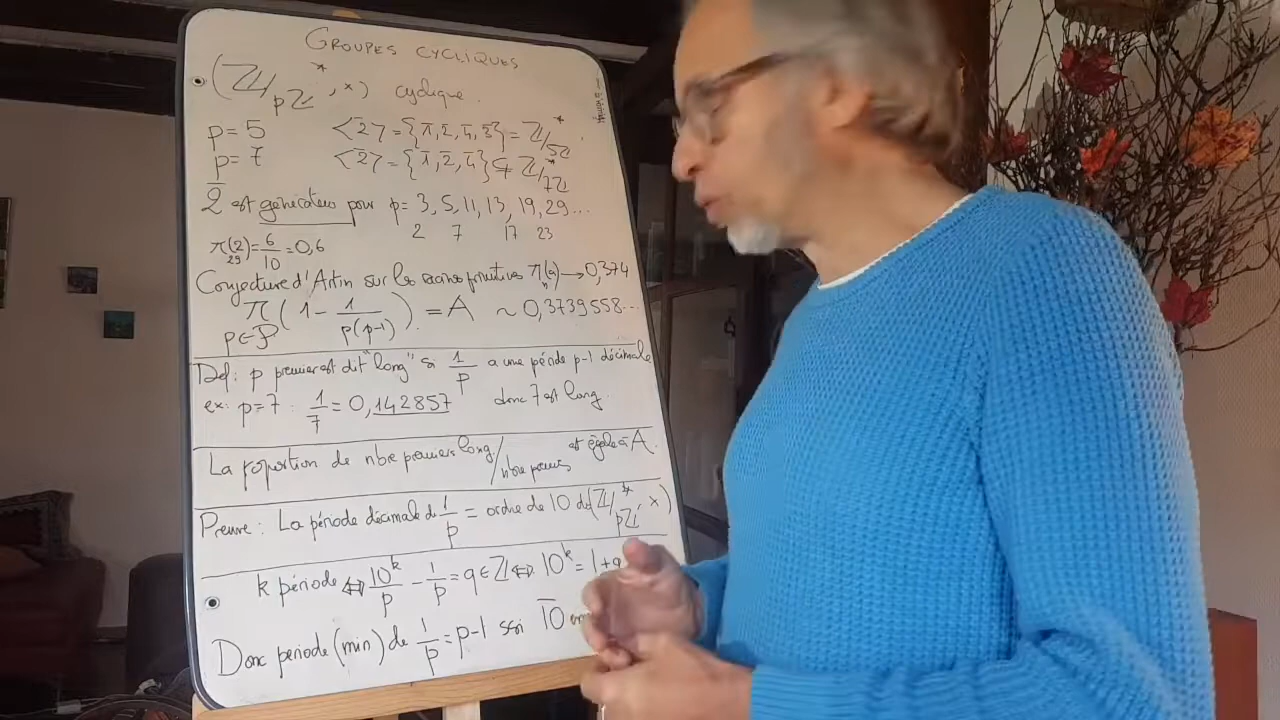 GROUPES CYCLIQUES
(ℤ/pℤ*, ×) cyclique.
p=5 <2̄> = {1̄, 2̄, 4̄, 3̄} = ℤ/5ℤ*
p=7 <2̄> = {1̄, 2̄, 4̄} ⊊ ℤ/7ℤ*
2̄ est générateur pour p= 3, 5, 11, 13, 19, 29...
2 7 17 23
π₂₉(2) = 6/10 = 0,6
Conjecture d'Artin sur les racines primitives πₙ(a) → 0,374
π p∈P (1 - 1/p(p-1)) = A ~ 0,3739558...
Def: p premier est dit "long" si 1/p a une période p-1 décimale
ex: p=7 : 1/7 = 0,142857 donc 7 est long.
La proportion de nbre premiers long/nbre premiers est égale à A.
Preuve: La période décimale de 1/p = ordre de 10 de (ℤ/pℤ*, ×)
k période ⇔ 10^k/p - 1/p = q ∈ ℤ ⇔ 10^k = 1+q
Donc période (min) de 1/p = p-1 ssi 1̄0̄